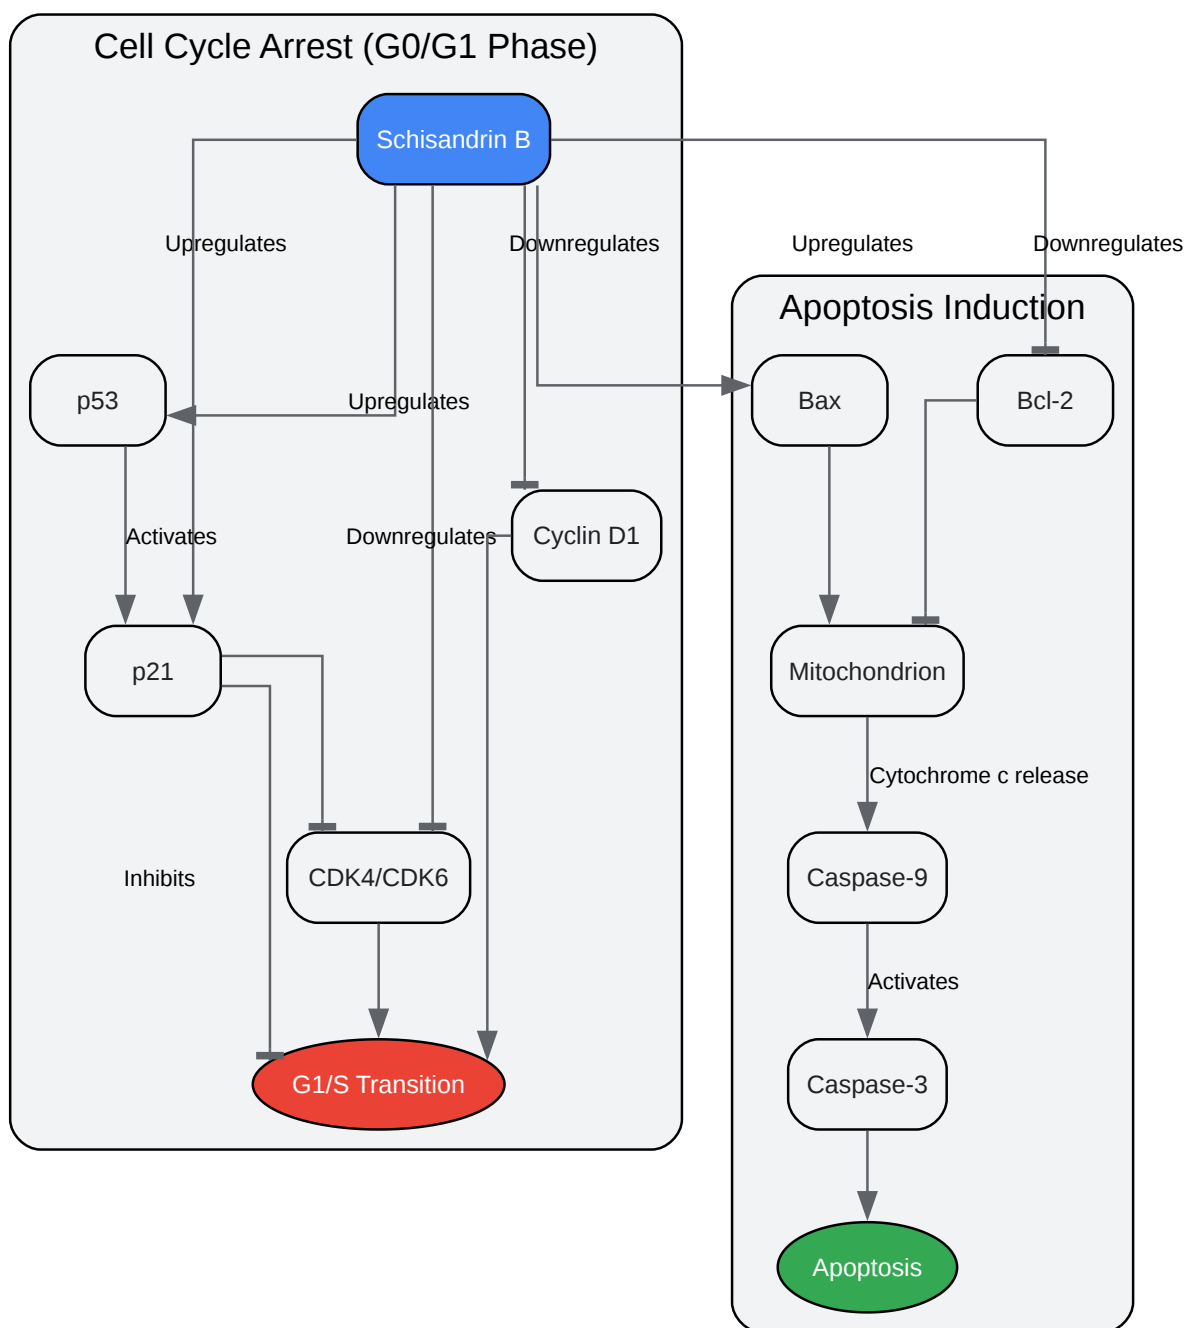 Cell Cycle Arrest (G0/G1 Phase)
Schisandrin B
Upregulates
Downregulates
Upregulates
Downregulates
Apoptosis Induction
p53
Upregulates
Bax
Bcl-2
Activates
Downregulates
Cyclin D1
p21
Mitochondrion
Cytochrome c release
Inhibits
CDK4/CDK6
Caspase-9
Activates
G1/S Transition
Caspase-3
Apoptosis